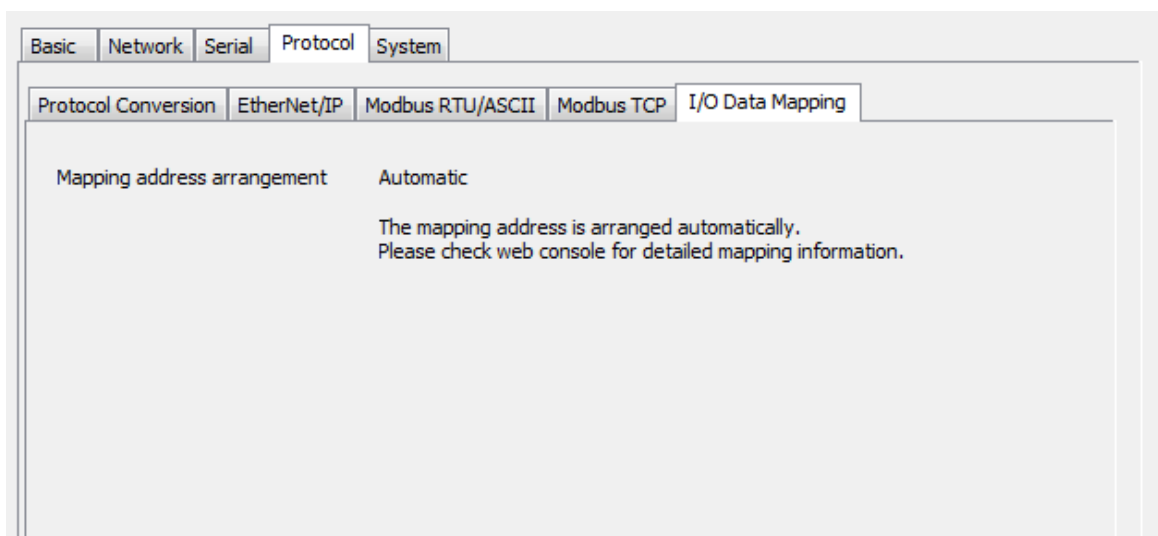 Basic Network Serial Protocol System
Protocol Conversion EtherNet/IP Modbus RTU/ASCII Modbus TCP I/O Data Mapping
Mapping address arrangement Automatic
The mapping address is arranged automatically.
Please check web console for detailed mapping information.